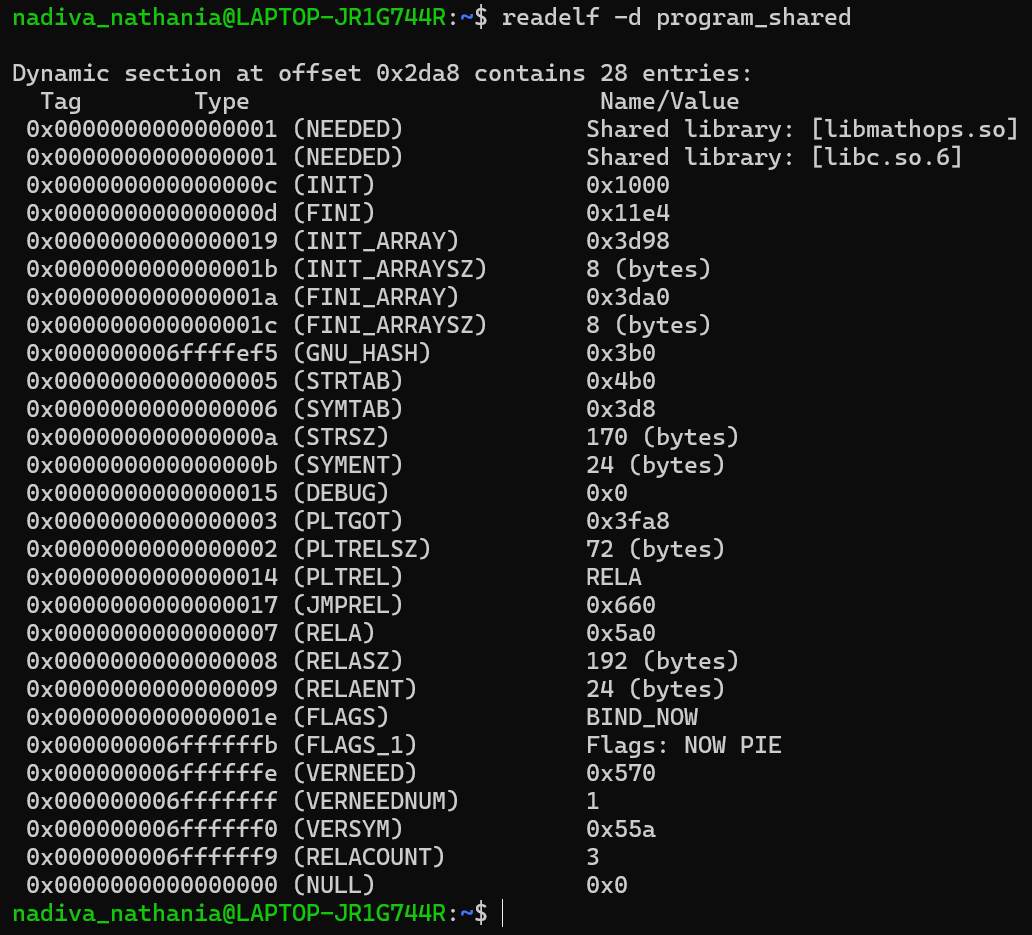 nadiva_nathania@LAPTOP-JR1G744R:~$ readelf -d program_shared

Dynamic section at offset 0x2da8 contains 28 entries:
  Tag        Type                         Name/Value
 0x0000000000000001 (NEEDED)             Shared library: [libmathops.so]
 0x0000000000000001 (NEEDED)             Shared library: [libc.so.6]
 0x000000000000000c (INIT)               0x1000
 0x000000000000000d (FINI)               0x11e4
 0x0000000000000019 (INIT_ARRAY)         0x3d98
 0x000000000000001b (INIT_ARRAYSZ)       8 (bytes)
 0x000000000000001a (FINI_ARRAY)         0x3da0
 0x000000000000001c (FINI_ARRAYSZ)       8 (bytes)
 0x000000006ffffef5 (GNU_HASH)           0x3b0
 0x0000000000000005 (STRTAB)             0x4b0
 0x0000000000000006 (SYMTAB)             0x3d8
 0x000000000000000a (STRSZ)              170 (bytes)
 0x000000000000000b (SYMENT)             24 (bytes)
 0x0000000000000015 (DEBUG)              0x0
 0x0000000000000003 (PLTGOT)             0x3fa8
 0x0000000000000002 (PLTRELSZ)           72 (bytes)
 0x0000000000000014 (PLTREL)             RELA
 0x0000000000000017 (JMPREL)             0x660
 0x0000000000000007 (RELA)               0x5a0
 0x0000000000000008 (RELASZ)             192 (bytes)
 0x0000000000000009 (RELAENT)            24 (bytes)
 0x000000000000001e (FLAGS)              BIND_NOW
 0x000000006ffffffb (FLAGS_1)            Flags: NOW PIE
 0x000000006ffffffe (VERNEED)            0x570
 0x000000006fffffff (VERNEEDNUM)         1
 0x000000006ffffff0 (VERSYM)             0x55a
 0x000000006ffffff9 (RELACOUNT)          3
 0x0000000000000000 (NULL)               0x0
nadiva_nathania@LAPTOP-JR1G744R:~$